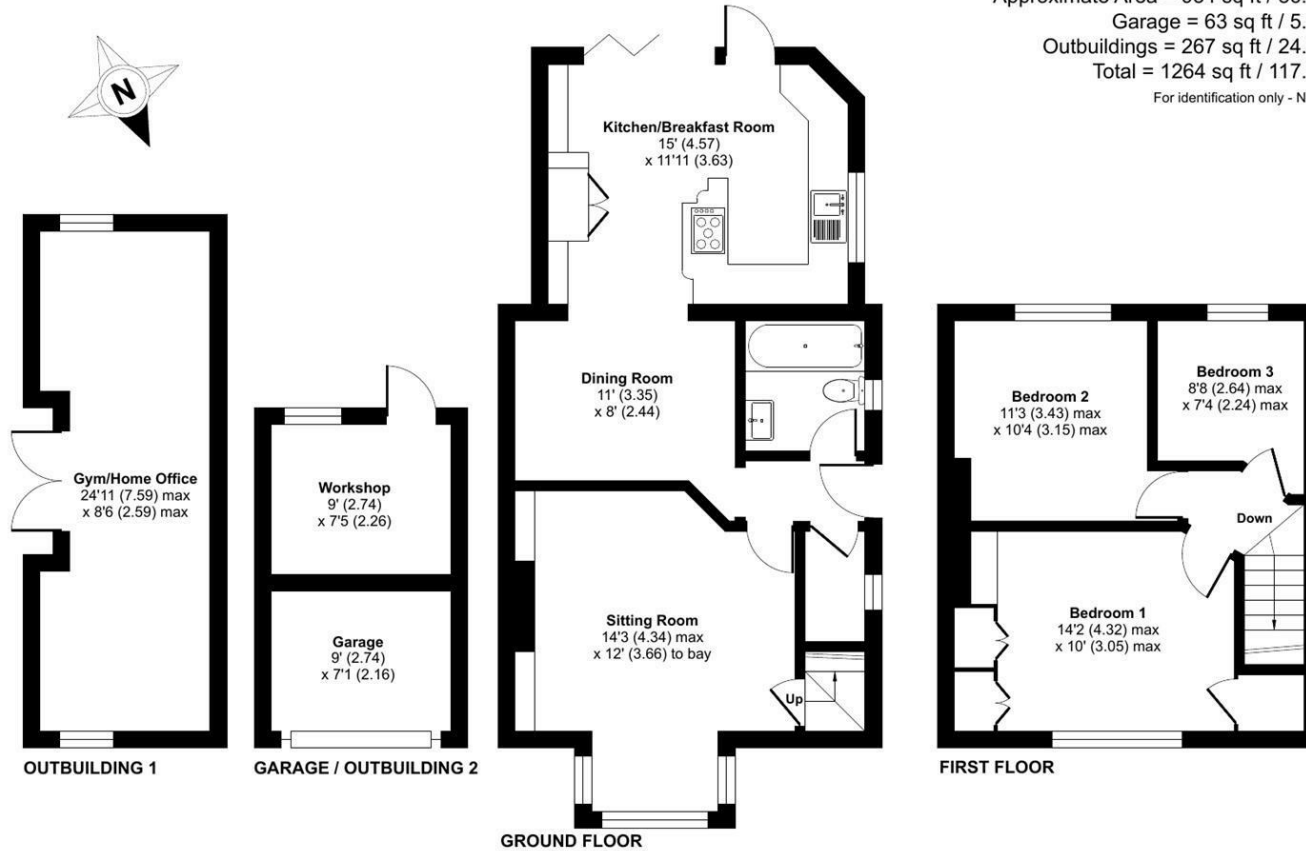 Garage = 63 sq ft / 5.
Outbuildings = 267 sq ft / 24.
Total = 1264 sq ft / 117.
For identification only - N
N
Kitchen/Breakfast Room
15' (4.57)
x 11'11 (3.63)
Dining Room
11' (3.35)
x 8' (2.44)
Bedroom 2
11'3 (3.43) max
x 10'4 (3.15) max
Bedroom 3
8'8 (2.64) max
x 7'4 (2.24) max
Gym/Home Office
24'11 (7.59) max
x 8'6 (2.59) max
Workshop
9' (2.74)
x 7'5 (2.26)
Down
Garage
9' (2.74)
x 7'1 (2.16)
Sitting Room
14'3 (4.34) max
x 12' (3.66) to bay
Up
Bedroom 1
14'2 (4.32) max
x 10' (3.05) max
OUTBUILDING 1
GARAGE / OUTBUILDING 2
GROUND FLOOR
FIRST FLOOR